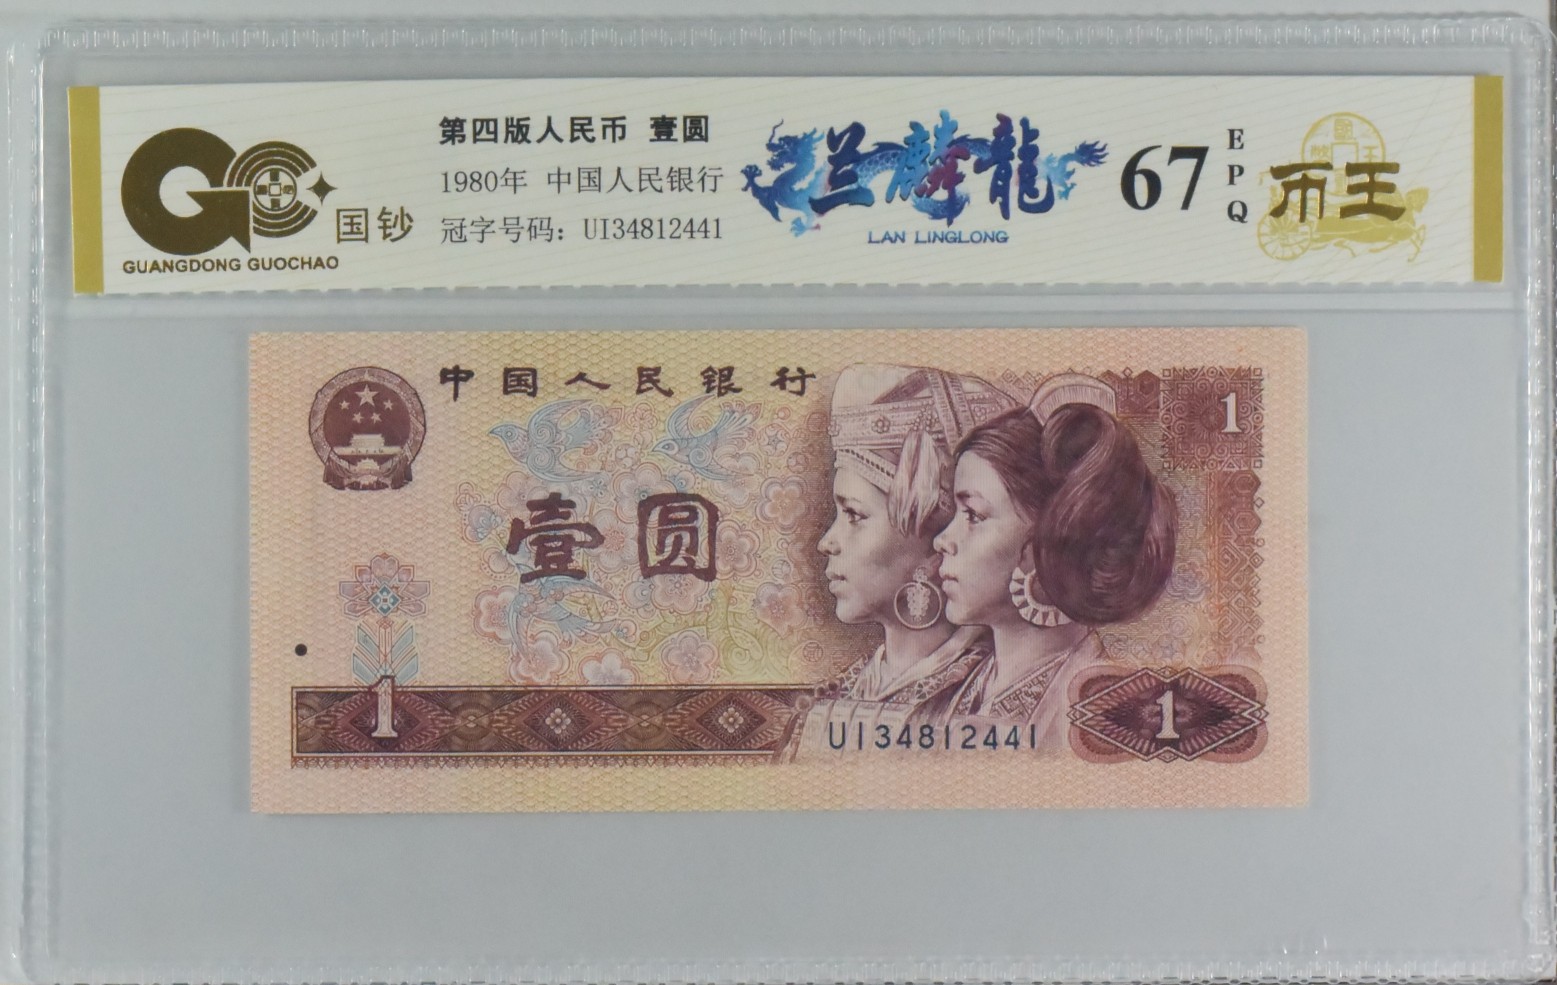 第四版人民币 壹圆
1980年 中国人民银行
冠字号码：UI34812441
国钞
GUANGDONG GUOCHAO
兰麟龍
LAN LINGLONG
67
EPQ
币王
中国人民银行
1
壹圆
1
UI34812441
1